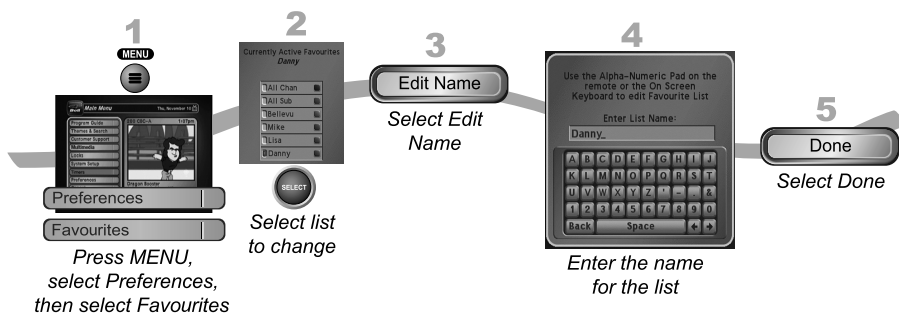 1
MENU
Bell
Main Menu
Program Guide
Themes & Search
Customer Support
Multimedia
Locks
System Setup
Timers
Preferences
Dragon Booster
Preferences
Favourites
Press MENU,
select Preferences,
then select Favourites
2
Currently Active Favourites
Danny
All Chan
All Sub
Bellevu
Mike
Lisa
Danny
SELECT
Select list
to change
3
Edit Name
Select Edit
Name
4
Use the Alpha-Numeric Pad on the
remote or the On Screen
Keyboard to edit Favourite List
Enter List Name:
Danny_
A B C D E F G H I J
K L M N O P Q R S T
U V W X Y Z ' - . &
1 2 3 4 5 6 7 8 9 0
Back Space ← →
Enter the name
for the list
5
Done
Select Done